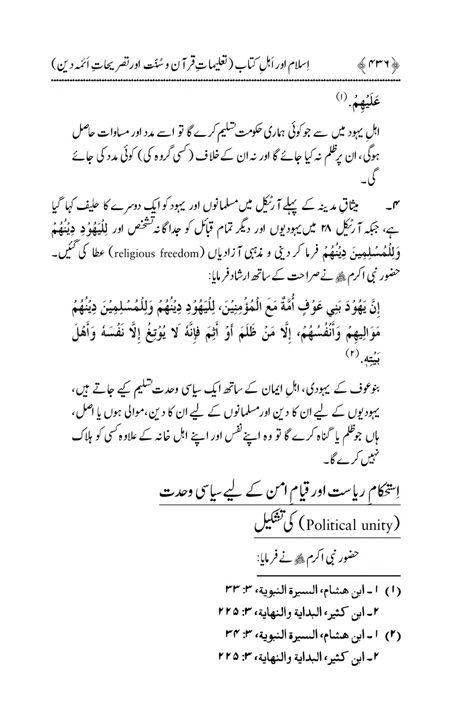 ﴿۴۳۶﴾ اِسلام اور اَہلِ کتاب (تعلیماتِ قرآن و سُنّت اور تصریحاتِ اَئمہ دین)
عَلَيْهِمْ. (۱)
اہلِ یہود میں سے جو کوئی ہماری حکومت تسلیم کرے گا تو اسے مدد اور مساوات حاصل
ہوگی، ان پر ظلم نہ کیا جائے گا اور نہ ان کے خلاف (کسی گروہ کی) کوئی مدد کی جائے
گی۔
۴۔ میثاقِ مدینہ کے پہلے آرٹیکل میں مسلمانوں اور یہود کو ایک دوسرے کا حلیف کہا گیا
ہے، جبکہ آرٹیکل ۲۸ میں یہودیوں اور دیگر تمام قبائل کو جداگانہ تشخص اور لِلْيَهُوْدِ دِيْنُهُمْ
وَلِلْمُسْلِمِينَ دِيْنُهُمْ فرما کر دینی و مذہبی آزادیاں (religious freedom) عطا کی گئیں۔
حضور نبی اکرم ﷺ نے صراحت کے ساتھ ارشاد فرمایا:
إِنَّ يَهُوْدَ بَنِي عَوْفٍ أُمَّةٌ مَعَ الْمُؤْمِنِيْنَ، لِلْيَهُوْدِ دِيْنُهُمْ وَلِلْمُسْلِمِيْنَ دِيْنُهُمْ
مَوَالِيهِمْ وَأَنْفُسُهُمْ، إِلَّا مَنْ ظَلَمَ أَوْ أَثِمَ فَإِنَّهُ لَا يُوْتِغُ إِلَّا نَفْسَهُ وَأَهْلَ
بَيْتِهِ. (۲)
بنو عوف کے یہودی، اہلِ ایمان کے ساتھ ایک سیاسی وحدت تسلیم کیے جاتے ہیں،
یہودیوں کے لیے ان کا دین اور مسلمانوں کے لیے ان کا دین، موالی ہوں یا اصل،
ہاں جو ظلم یا گناہ کرے گا تو وہ اپنے نفس اور اپنے اہل خانہ کے علاوہ کسی کو ہلاک
نہیں کرے گا۔
اِستحکامِ ریاست اور قیامِ امن کے لیے سیاسی وحدت
(Political unity) کی تشکیل
حضور نبی اکرم ﷺ نے فرمایا:
(۱) ۱۔ ابن هشام، السيرة النبوية، ۳: ۳۳
۲۔ ابن كثير، البداية والنهاية، ۳: ۲۲۵
(۲) ۱۔ ابن هشام، السيرة النبوية، ۳: ۳۴
۲۔ ابن كثير، البداية والنهاية، ۳: ۲۲۵